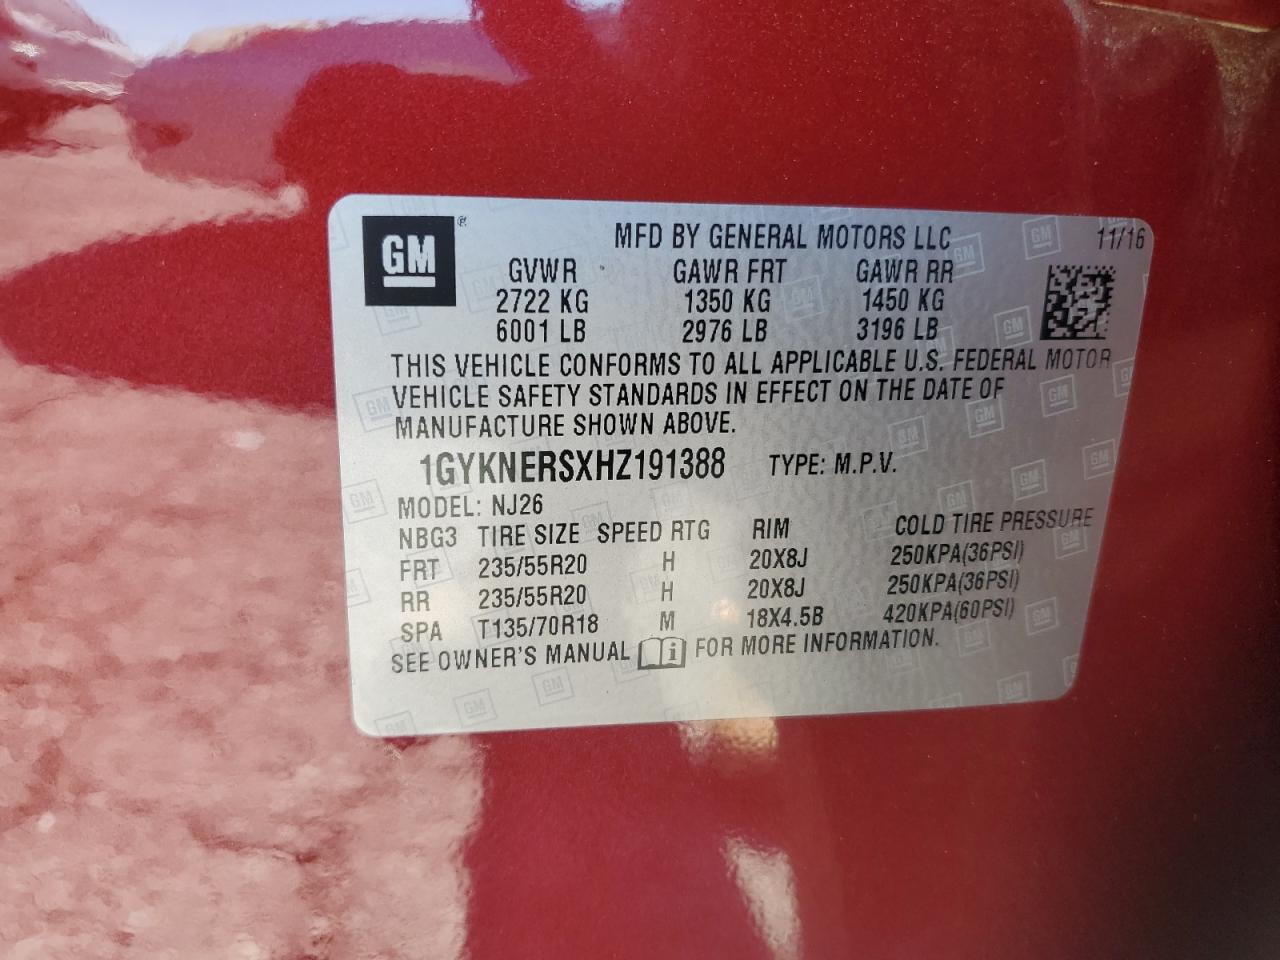 GM ® MFD BY GENERAL MOTORS LLC 11/16
GVWR GAWR FRT GAWR RR
2722 KG 1350 KG 1450 KG
6001 LB 2976 LB 3196 LB
THIS VEHICLE CONFORMS TO ALL APPLICABLE U.S. FEDERAL MOTOR
VEHICLE SAFETY STANDARDS IN EFFECT ON THE DATE OF
MANUFACTURE SHOWN ABOVE.
1GYKNERSXHZ191388 TYPE: M.P.V.
MODEL: NJ26
NBG3 TIRE SIZE SPEED RTG RIM COLD TIRE PRESSURE
FRT 235/55R20 H 20X8J 250KPA(36PSI)
RR 235/55R20 H 20X8J 250KPA(36PSI)
SPA T135/70R18 M 18X4.5B 420KPA(60PSI)
SEE OWNER'S MANUAL i FOR MORE INFORMATION.